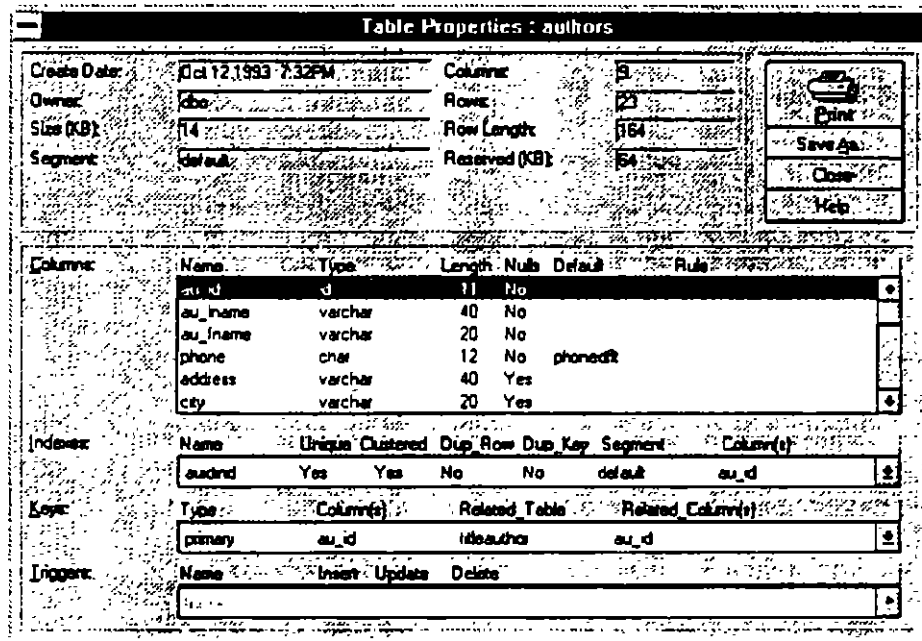 Table Properties : authors
Create Date: Oct 12 1993 7:32PM Columns: 9
Owner: dbo Rows: 23
Size (KB): 14 Row Length: 164
Segment: default Reserved (KB): 64
Print
Save As...
Close
Help
Columns: Name Type Length Nulls Default Rule
au_id id 11 No
au_lname varchar 40 No
au_fname varchar 20 No
phone char 12 No phonedflt
address varchar 40 Yes
city varchar 20 Yes
Indexes: Name Unique Clustered Dup_Row Dup_Key Segment Column(s)
auidind Yes Yes No No default au_id
Keys: Type Column(s) Related_Table Related_Column(s)
primary au_id titleauthor au_id
Triggers: Name Insert Update Delete